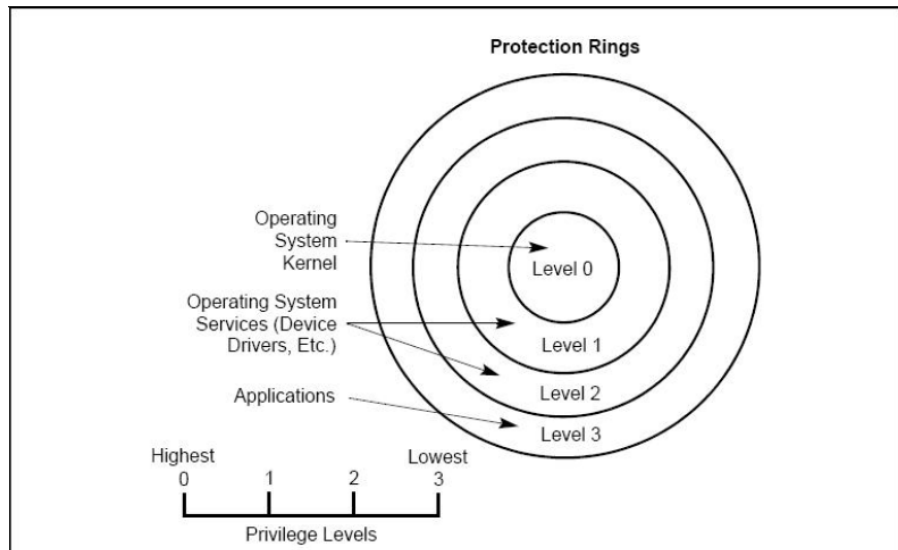 Protection Rings
Operating
System
Kernel
Level 0
Operating System
Services (Device
Drivers, Etc.)
Level 1
Level 2
Applications
Level 3
Highest
Lowest
0
1
2
3
Privilege Levels